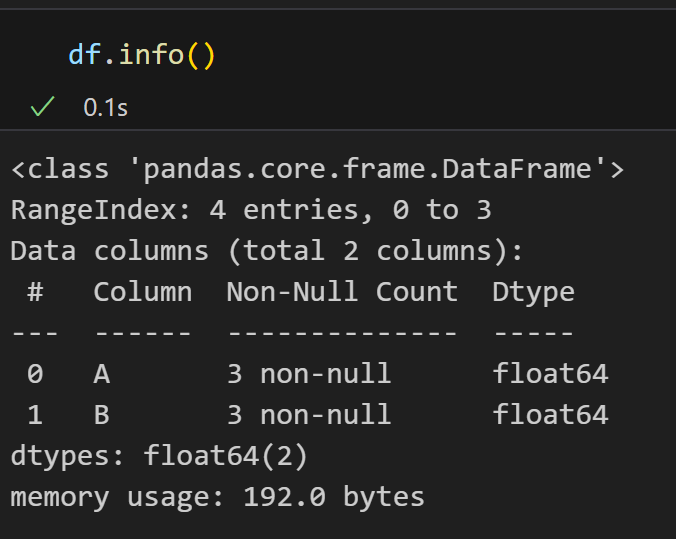 df.info()
0.1s
<class 'pandas.core.frame.DataFrame'>
RangeIndex: 4 entries, 0 to 3
Data columns (total 2 columns):
 #   Column  Non-Null Count  Dtype
---  ------  --------------  -----
 0   A       3 non-null      float64
 1   B       3 non-null      float64
dtypes: float64(2)
memory usage: 192.0 bytes